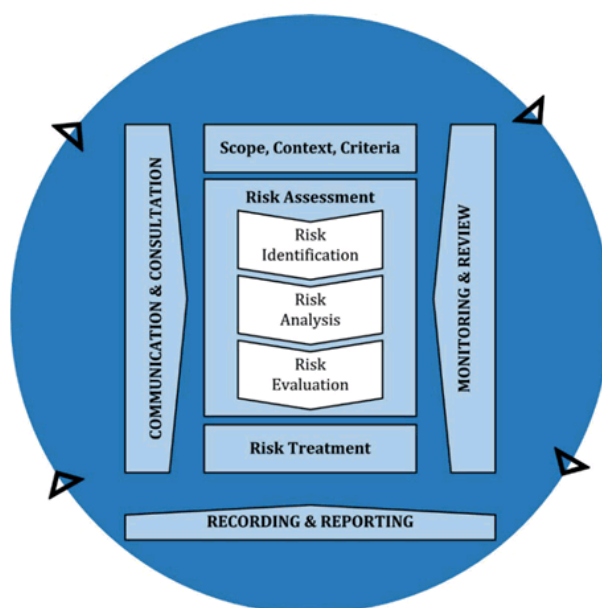 Scope, Context, Criteria
Risk Assessment
Risk
Identification
Risk
Analysis
Risk
Evaluation
Risk Treatment
COMMUNICATION & CONSULTATION
MONITORING & REVIEW
RECORDING & REPORTING